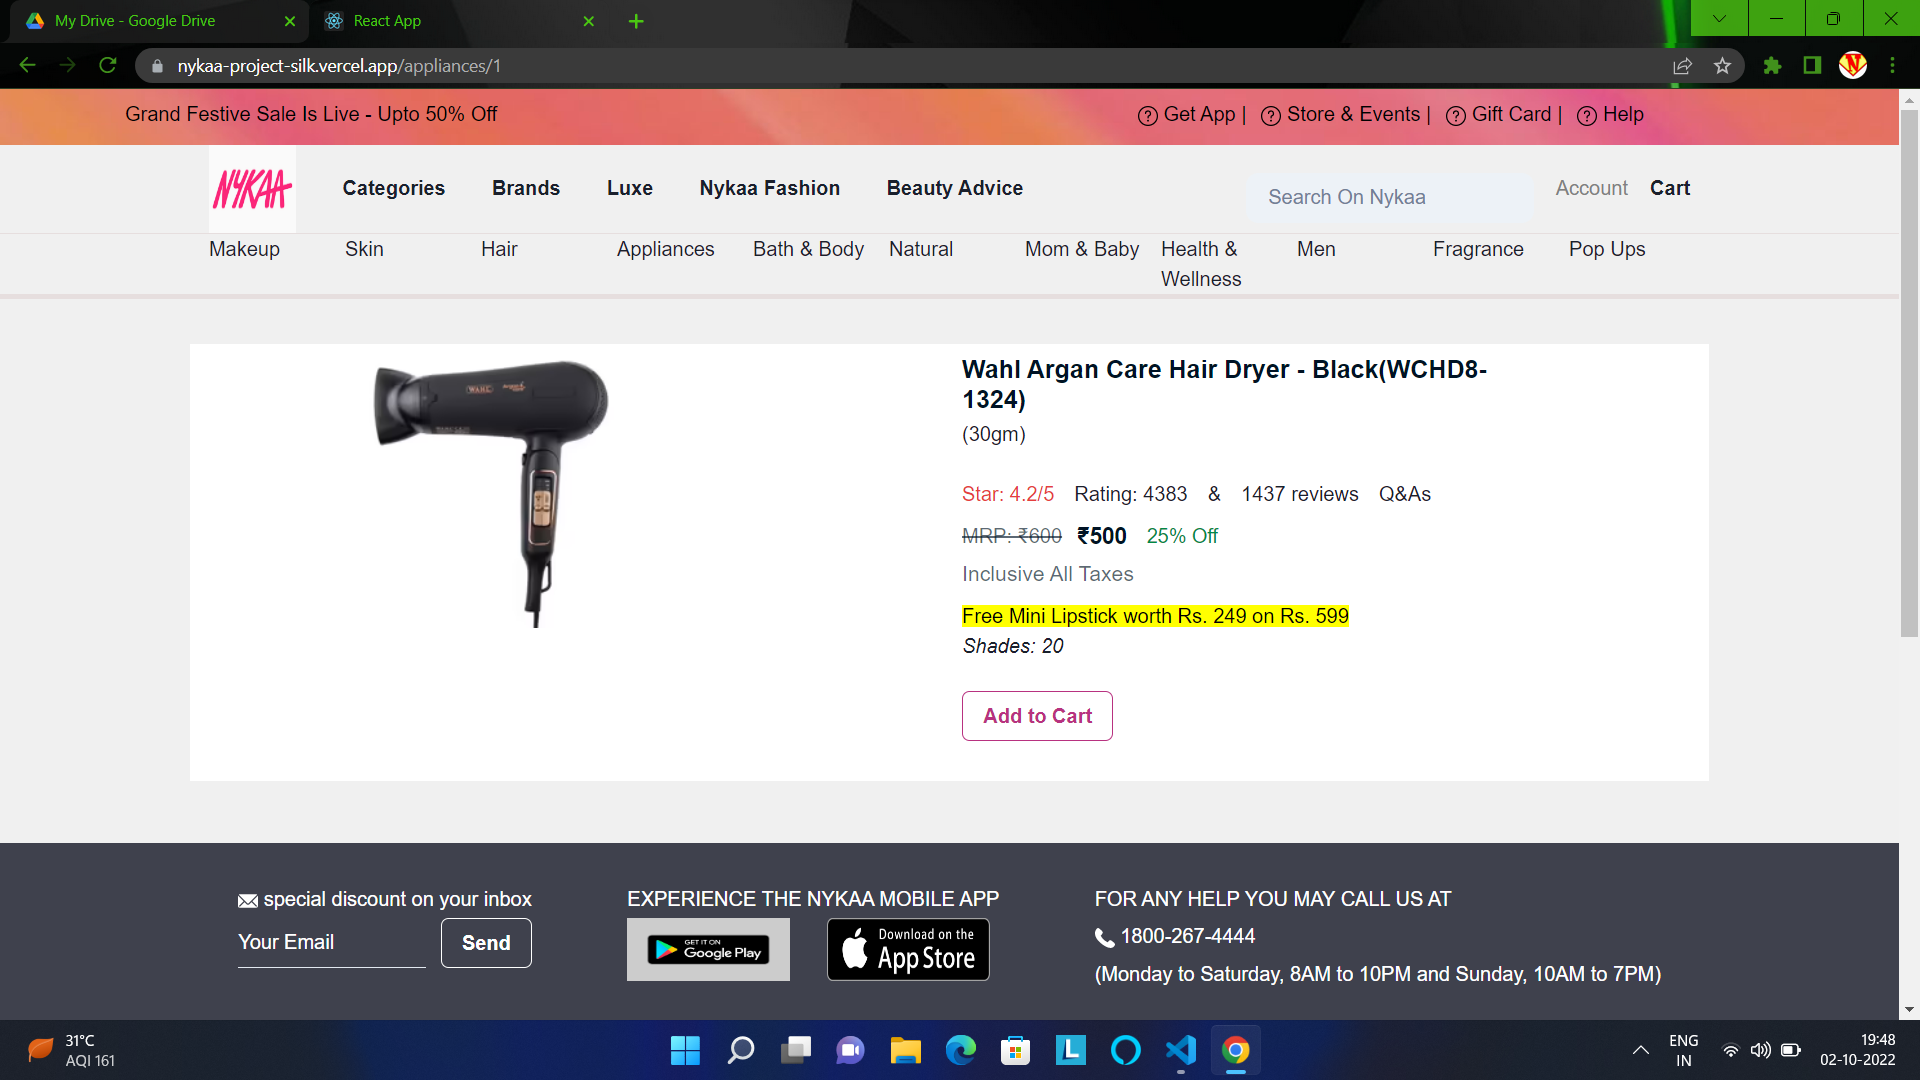 My Drive - Google Drive
React App
nykaa-project-silk.vercel.app/appliances/1
Grand Festive Sale Is Live - Upto 50% Off
Get App | Store & Events | Gift Card | Help
NYKAA
Categories Brands Luxe Nykaa Fashion Beauty Advice
Search On Nykaa
Account Cart
Makeup Skin Hair Appliances Bath & Body Natural Mom & Baby Health & Wellness Men Fragrance Pop Ups
WAHL
Wahl Argan Care Hair Dryer - Black(WCHD8-
1324)
(30gm)
Star: 4.2/5 Rating: 4383 & 1437 reviews Q&As
MRP: ₹600 ₹500 25% Off
Inclusive All Taxes
Free Mini Lipstick worth Rs. 249 on Rs. 599
Shades: 20
Add to Cart
special discount on your inbox
Your Email
Send
EXPERIENCE THE NYKAA MOBILE APP
GET IT ON
Google Play
Download on the
App Store
FOR ANY HELP YOU MAY CALL US AT
1800-267-4444
(Monday to Saturday, 8AM to 10PM and Sunday, 10AM to 7PM)
31°C
AQI 161
L
ENG
IN
19:48
02-10-2022